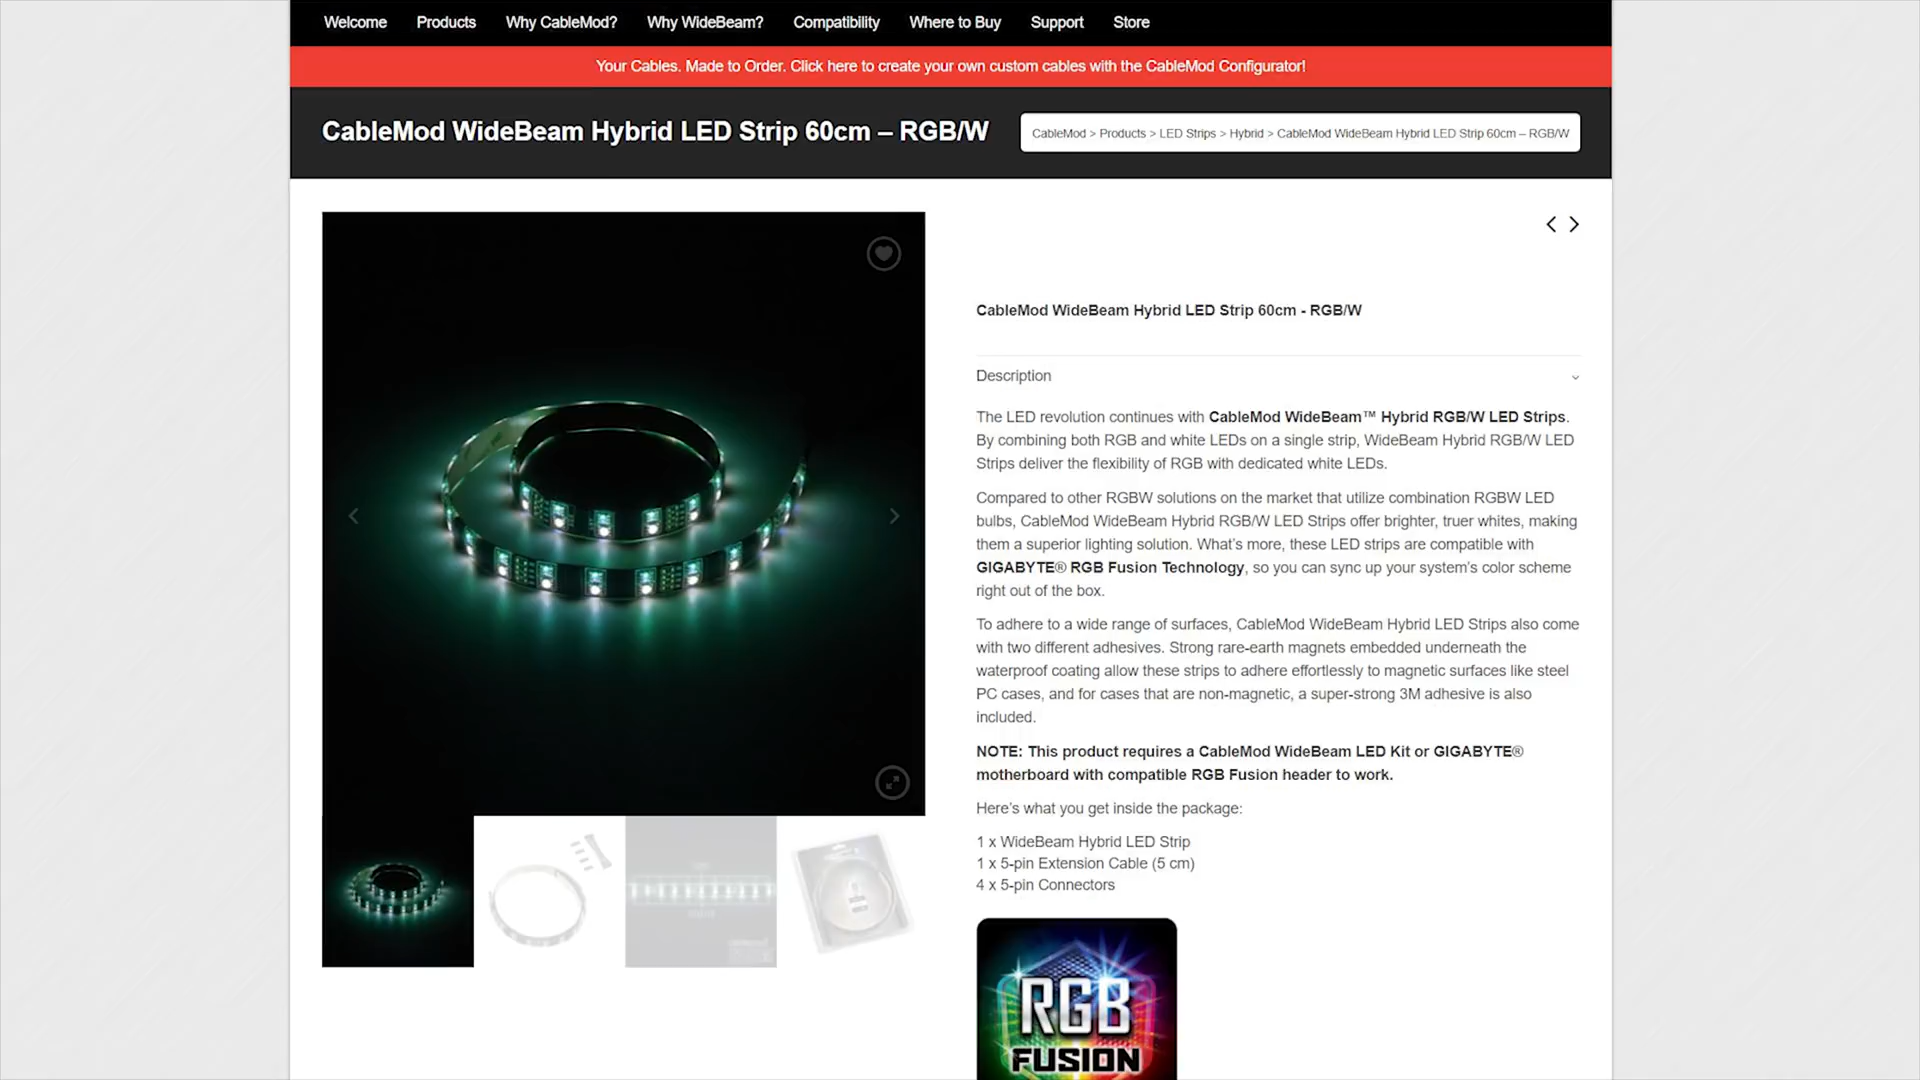 Welcome Products Why CableMod? Why WideBeam? Compatibility Where to Buy Support Store
Your Cables. Made to Order. Click here to create your own custom cables with the CableMod Configurator!
CableMod WideBeam Hybrid LED Strip 60cm – RGB/W
CableMod > Products > LED Strips > Hybrid > CableMod WideBeam Hybrid LED Strip 60cm – RGB/W
CableMod WideBeam Hybrid LED Strip 60cm - RGB/W
Description
The LED revolution continues with CableMod WideBeam™ Hybrid RGB/W LED Strips.
By combining both RGB and white LEDs on a single strip, WideBeam Hybrid RGB/W LED
Strips deliver the flexibility of RGB with dedicated white LEDs.
Compared to other RGBW solutions on the market that utilize combination RGBW LED
bulbs, CableMod WideBeam Hybrid RGB/W LED Strips offer brighter, truer whites, making
them a superior lighting solution. What’s more, these LED strips are compatible with
GIGABYTE® RGB Fusion Technology, so you can sync up your system’s color scheme
right out of the box.
To adhere to a wide range of surfaces, CableMod WideBeam Hybrid LED Strips also come
with two different adhesives. Strong rare-earth magnets embedded underneath the
waterproof coating allow these strips to adhere effortlessly to magnetic surfaces like steel
PC cases, and for cases that are non-magnetic, a super-strong 3M adhesive is also
included.
NOTE: This product requires a CableMod WideBeam LED Kit or GIGABYTE®
motherboard with compatible RGB Fusion header to work.
Here’s what you get inside the package:
1 x WideBeam Hybrid LED Strip
1 x 5-pin Extension Cable (5 cm)
4 x 5-pin Connectors
RGB
FUSION